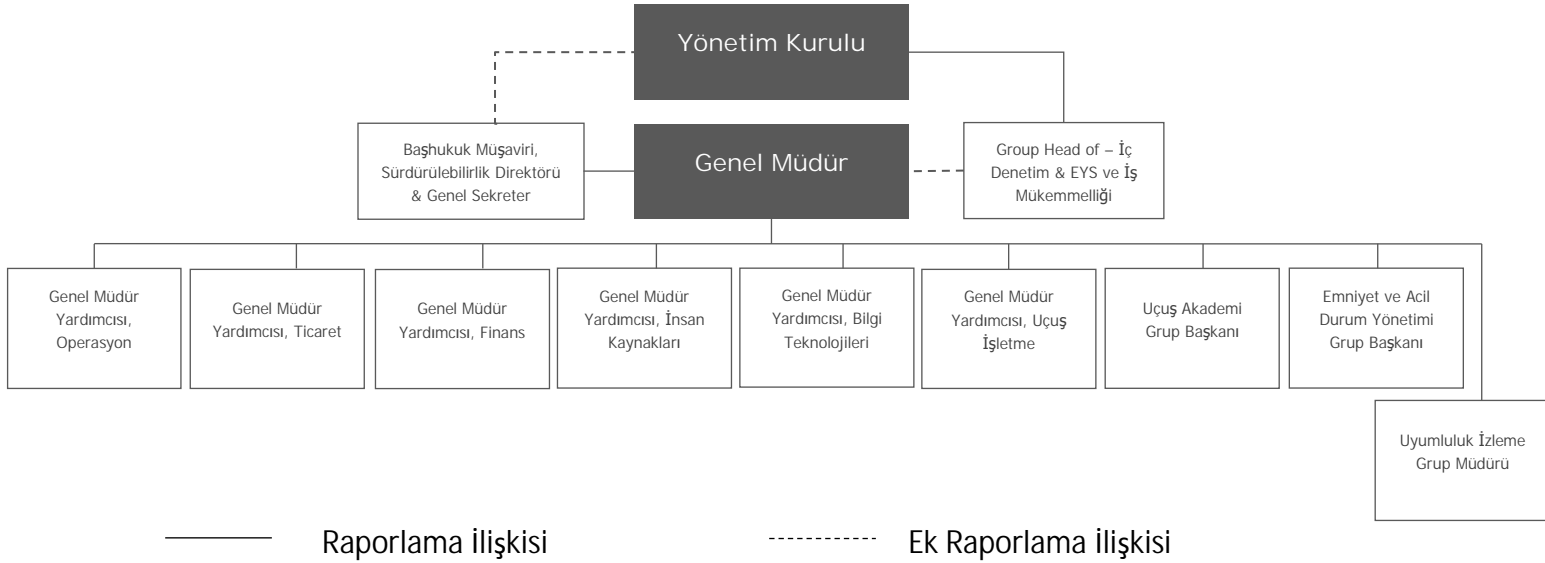 Yönetim Kurulu
Başhukuk Müşaviri,
Sürdürülebilirlik Direktörü
& Genel Sekreter
Genel Müdür
Group Head of – İç
Denetim & EYS ve İş
Mükemmelliği
Genel Müdür
Yardımcısı,
Operasyon
Genel Müdür
Yardımcısı, Ticaret
Genel Müdür
Yardımcısı, Finans
Genel Müdür
Yardımcısı, İnsan
Kaynakları
Genel Müdür
Yardımcısı, Bilgi
Teknolojileri
Genel Müdür
Yardımcısı, Uçuş
İşletme
Uçuş Akademi
Grup Başkanı
Emniyet ve Acil
Durum Yönetimi
Grup Başkanı
Uyumluluk İzleme
Grup Müdürü
Raporlama İlişkisi
Ek Raporlama İlişkisi